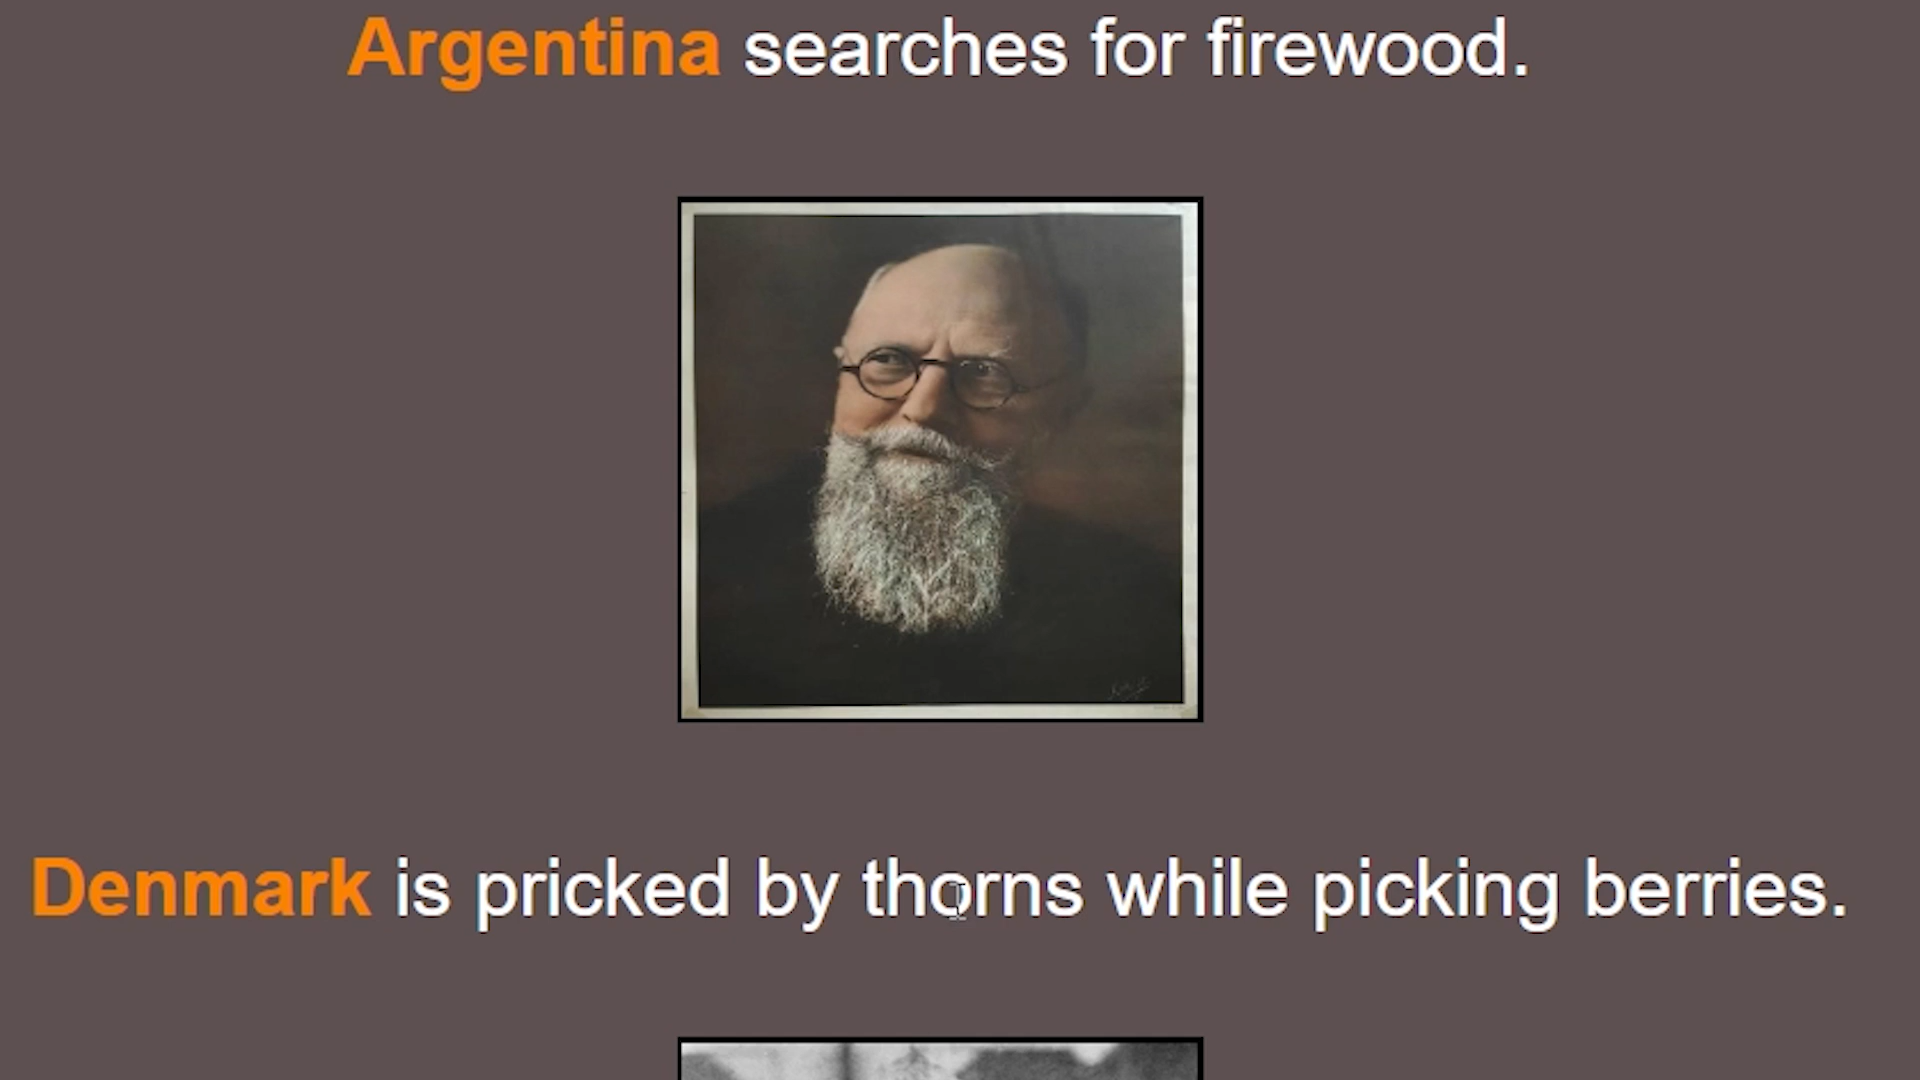 Argentina searches for firewood.
Denmark is pricked by thorns while picking berries.